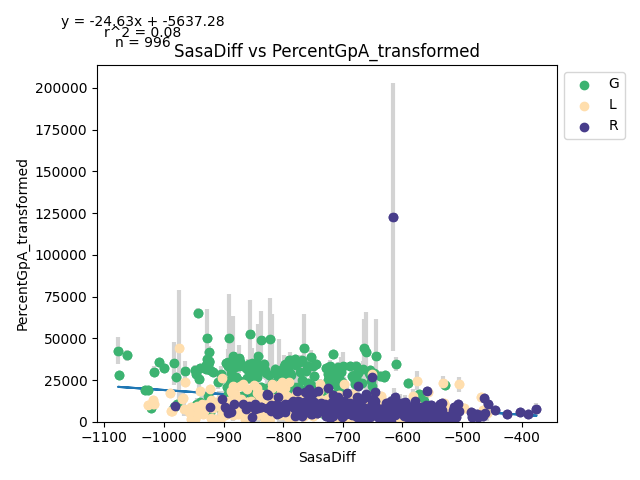 y = -24.63x + -5637.28
r^2 = 0.08
n = 996
SasaDiff vs PercentGpA_transformed
G
L
R
PercentGpA_transformed
200000
175000
150000
125000
100000
75000
50000
25000
0
−1100 −1000 −900 −800 −700 −600 −500 −400
SasaDiff